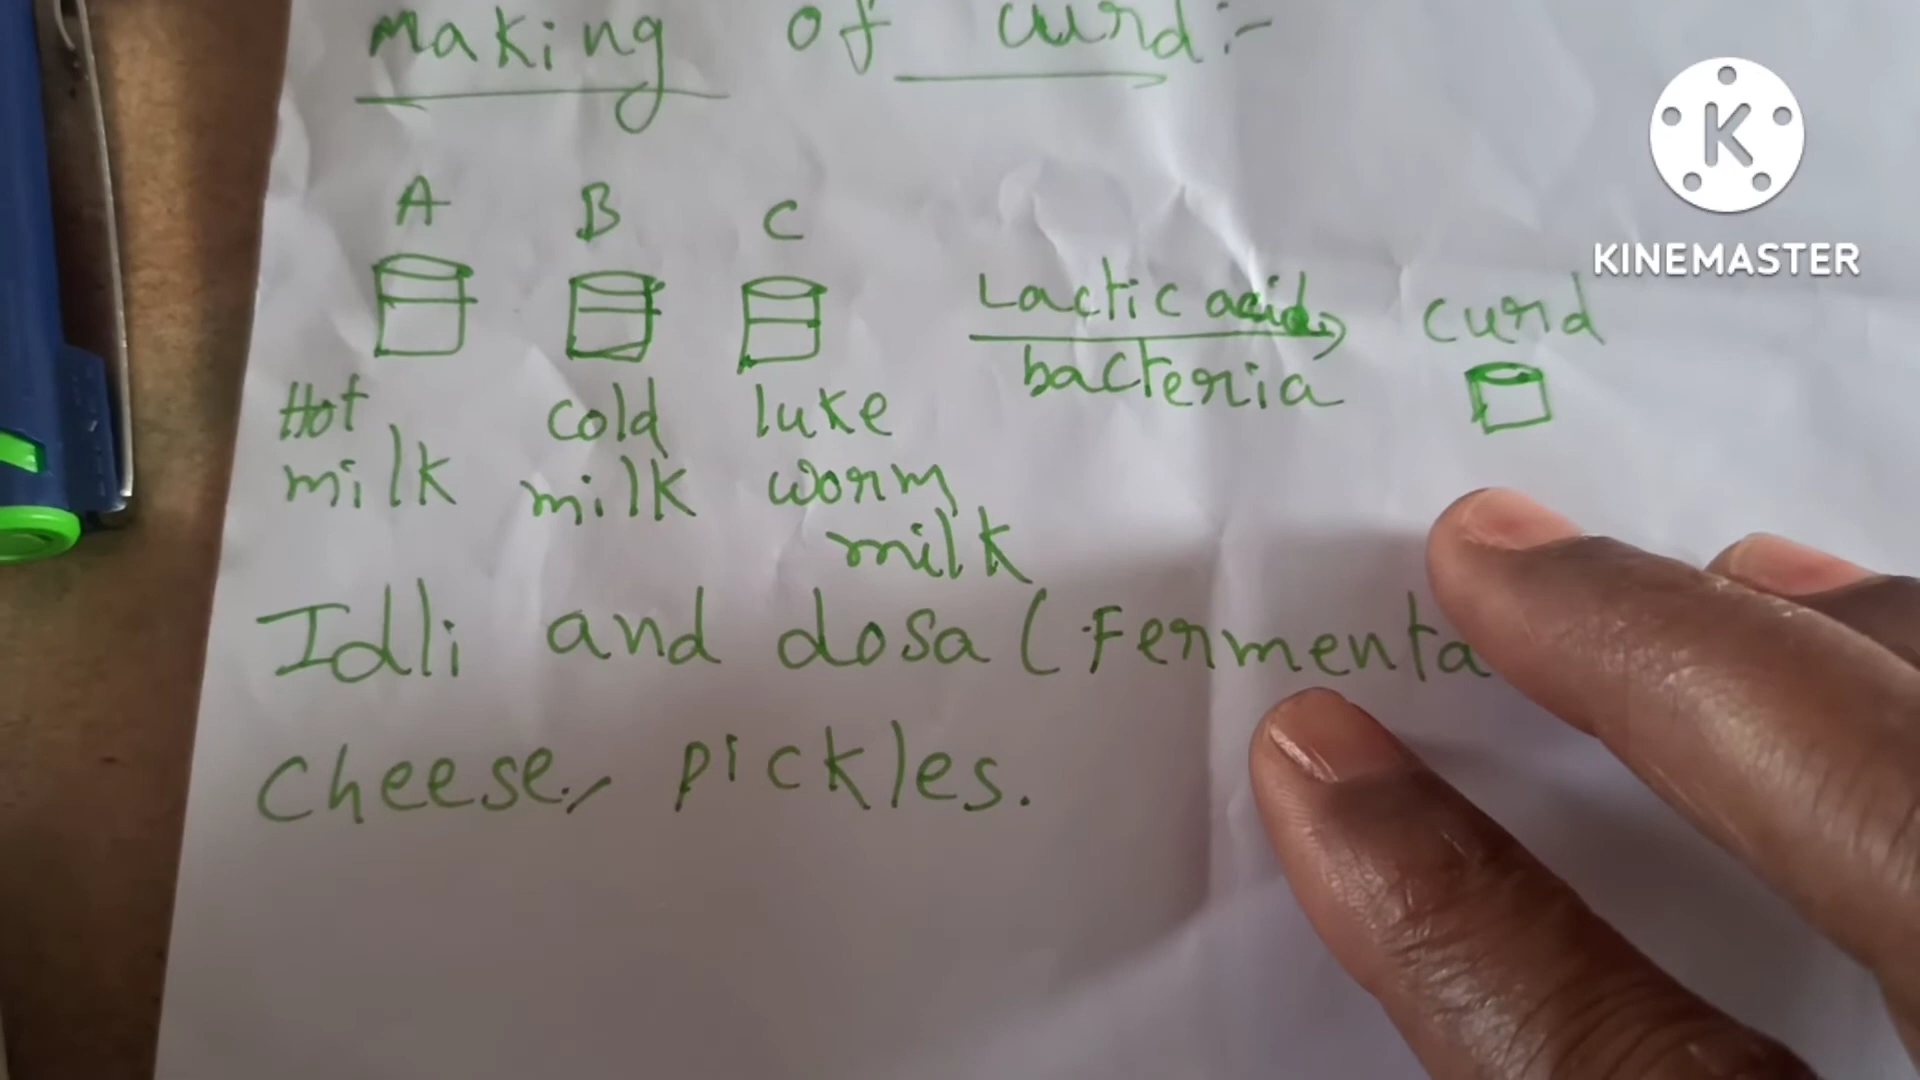 Making of curd:-
A B C
Lactic acid
bacteria
curd
Hot
milk
cold
milk
luke
worm
milk
Idli and dosa (Fermenta
cheese, pickles.
K
KINEMASTER